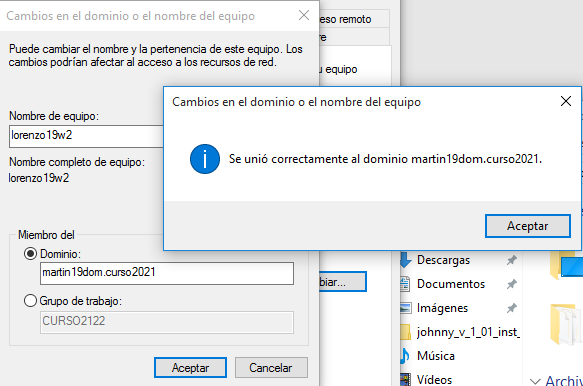 Cambios en el dominio o el nombre del equipo
eso remoto
re
Puede cambiar el nombre y la pertenencia de este equipo. Los
cambios podrían afectar al acceso a los recursos de red.
u equipo
Nombre de equipo:
lorenzo19w2
Nombre completo de equipo:
lorenzo19w2
Cambios en el dominio o el nombre del equipo
Se unió correctamente al dominio martin19dom.curso2021.
Aceptar
Miembro del
Dominio:
martin19dom.curso2021
Grupo de trabajo:
CURSO2122
biar...
Aceptar
Cancelar
Descargas
Documentos
Imágenes
johnny_v_1_01_inst_
Música
Vídeos
Archiv